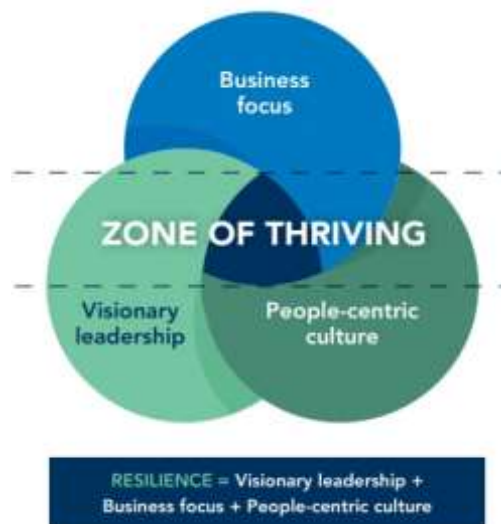 Business
focus
ZONE OF THRIVING
Visionary
leadership
People-centric
culture
RESILIENCE = Visionary leadership +
Business focus + People-centric culture